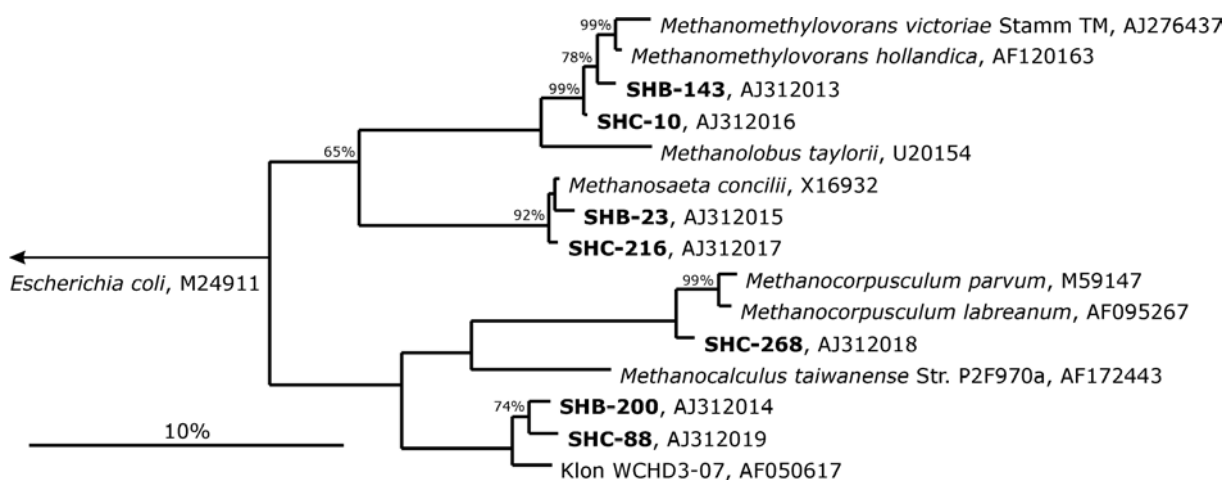 99%
Methanomethylovorans victoriae Stamm TM, AJ276437
Methanomethylovorans hollandica, AF120163
78%
SHB-143, AJ312013
99%
SHC-10, AJ312016
65%
Methanolobus taylorii, U20154
Methanosaeta concilii, X16932
92%
SHB-23, AJ312015
SHC-216, AJ312017
Escherichia coli, M24911
99%
Methanocorpusculum parvum, M59147
Methanocorpusculum labreanum, AF095267
SHC-268, AJ312018
Methanocalculus taiwanense Str. P2F970a, AF172443
74%
SHB-200, AJ312014
10%
SHC-88, AJ312019
Klon WCHD3-07, AF050617